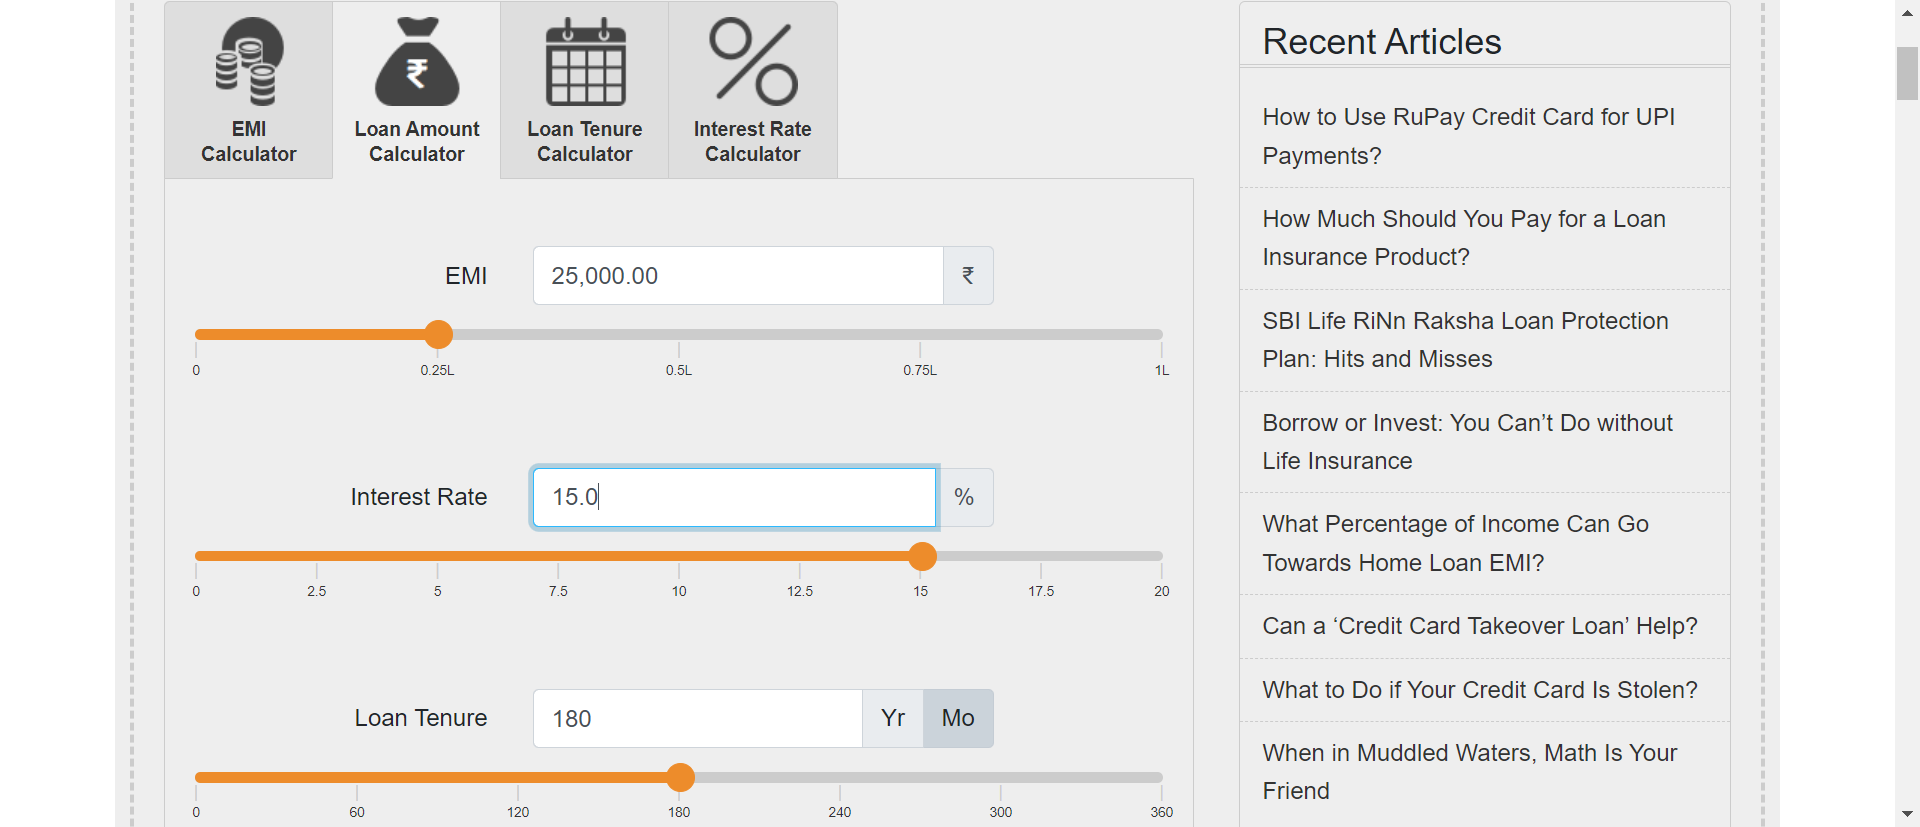 EMI
Calculator
Loan Amount
Calculator
Loan Tenure
Calculator
Interest Rate
Calculator
EMI
25,000.00
₹
0
0.25L
0.5L
0.75L
1L
Interest Rate
15.0
%
0
2.5
5
7.5
10
12.5
15
17.5
20
Loan Tenure
180
Yr
Mo
0
60
120
180
240
300
360
Recent Articles
How to Use RuPay Credit Card for UPI
Payments?
How Much Should You Pay for a Loan
Insurance Product?
SBI Life RiNn Raksha Loan Protection
Plan: Hits and Misses
Borrow or Invest: You Can’t Do without
Life Insurance
What Percentage of Income Can Go
Towards Home Loan EMI?
Can a ‘Credit Card Takeover Loan’ Help?
What to Do if Your Credit Card Is Stolen?
When in Muddled Waters, Math Is Your
Friend